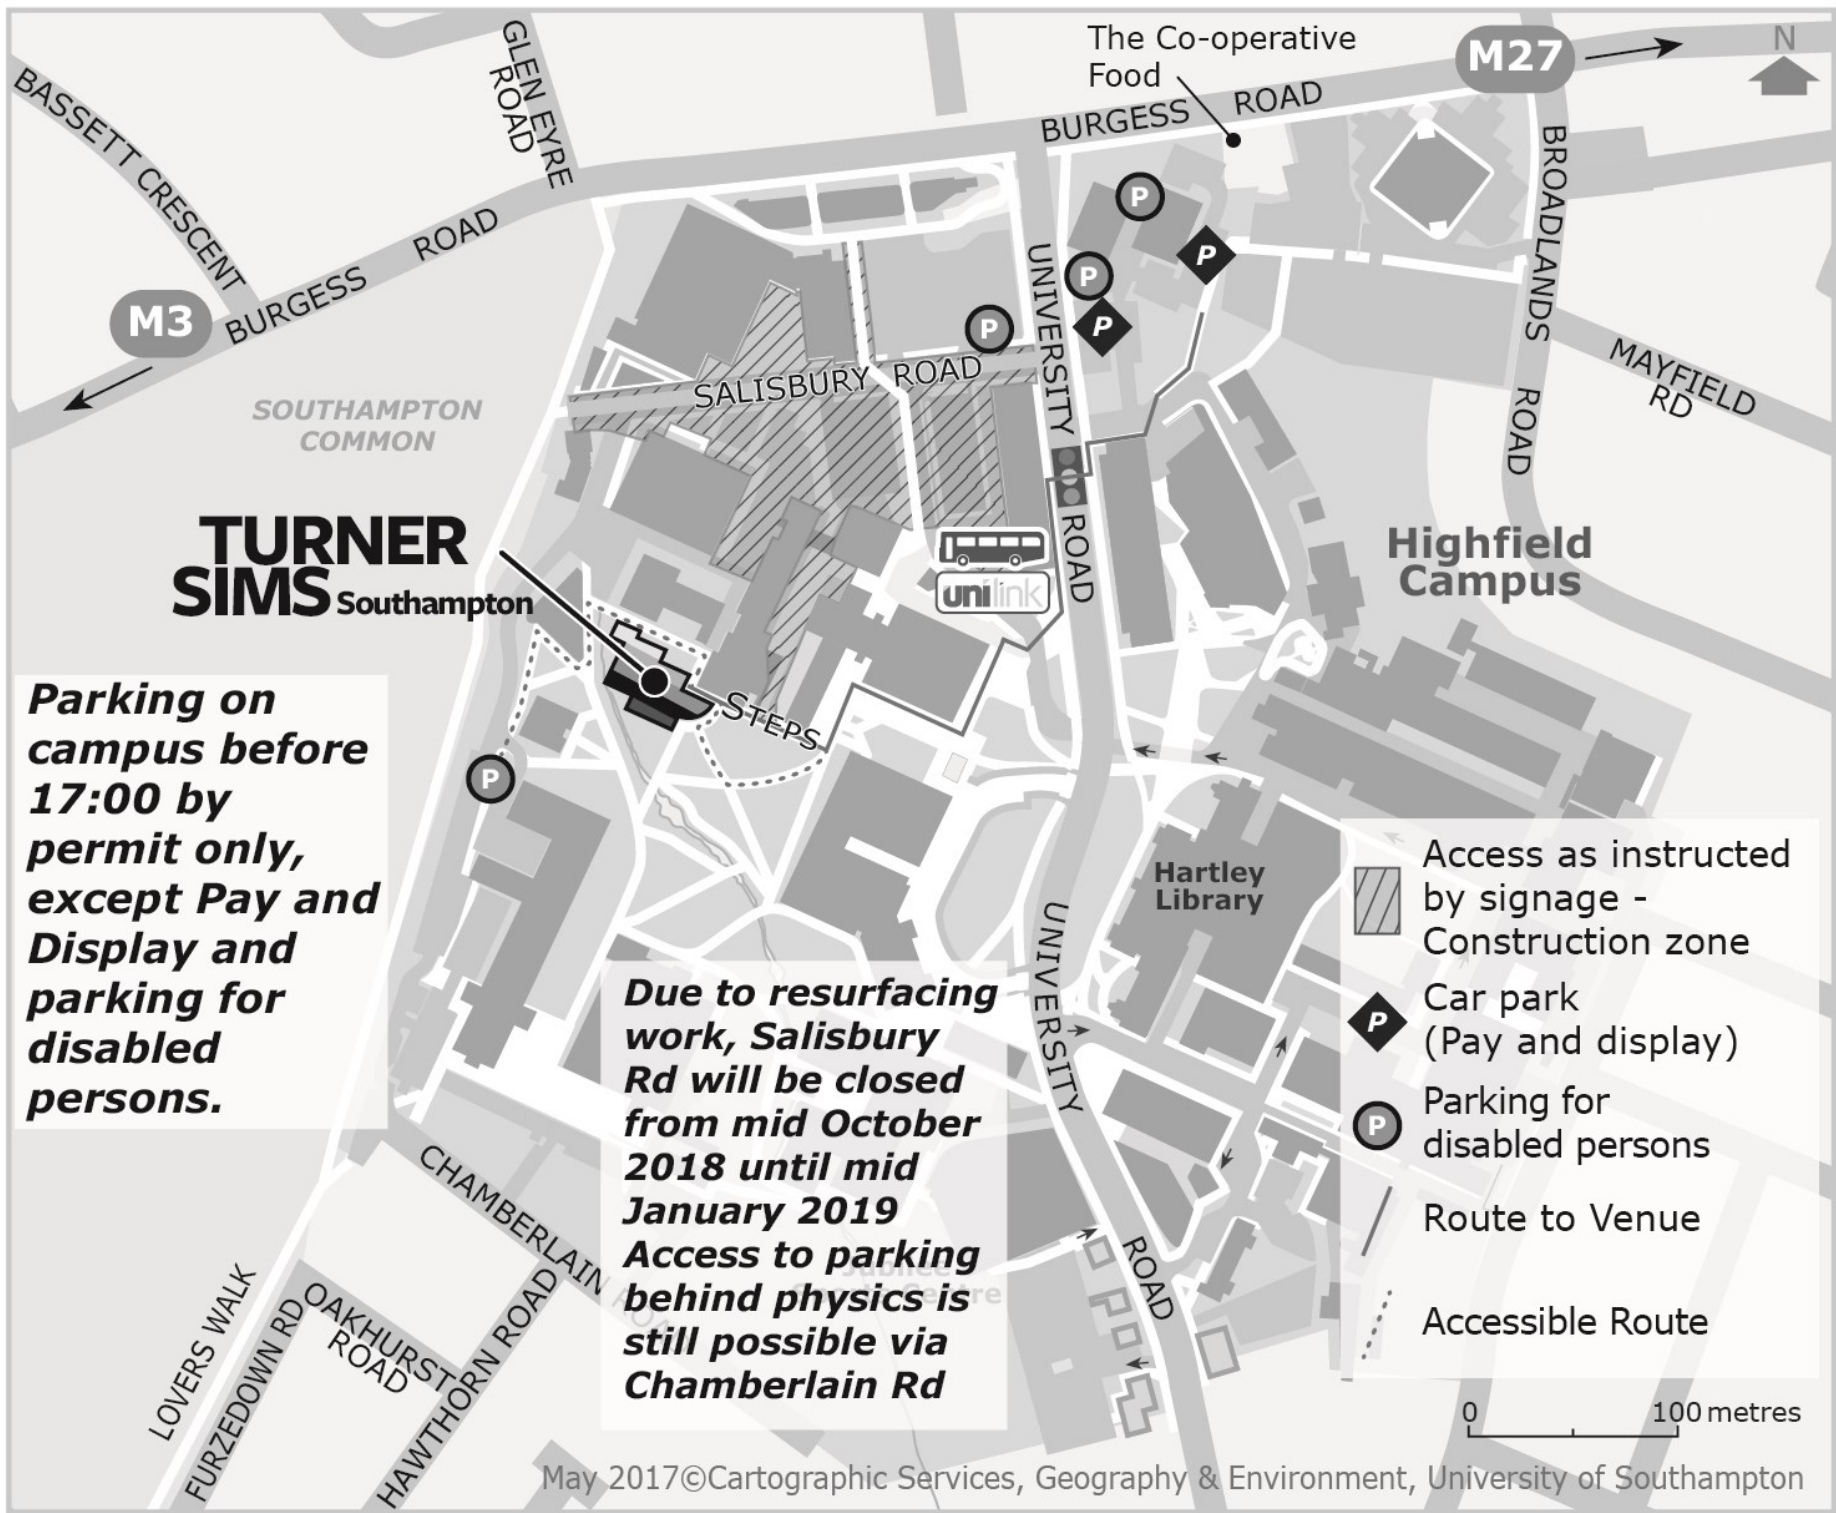 The Co-operative
Food
M27
N
GLEN EYRE
ROAD
BASSETT CRESCENT
BURGESS ROAD
BURGESS ROAD
M3
BROADLANDS
ROAD
MAYFIELD
RD
UNIVERSITY
ROAD
P
P
P
P
P
SALISBURY ROAD
SOUTHAMPTON
COMMON
TURNER
SIMS Southampton
unilink
Highfield
Campus
STEPS
P
Parking on
campus before
17:00 by
permit only,
except Pay and
Display and
parking for
disabled
persons.
Hartley
Library
UNIVERSITY
ROAD
Due to resurfacing
work, Salisbury
Rd will be closed
from mid October
2018 until mid
January 2019
Access to parking
behind physics is
still possible via
Chamberlain Rd
Jubilee
Sports Centre
CHAMBERLAIN ROAD
LOVERS WALK
FURZEDOWN RD
OAKHURST
ROAD
HAWTHORN ROAD
Access as instructed
by signage -
Construction zone
P
Car park
(Pay and display)
P
Parking for
disabled persons
Route to Venue
Accessible Route
0 100 metres
May 2017©Cartographic Services, Geography & Environment, University of Southampton